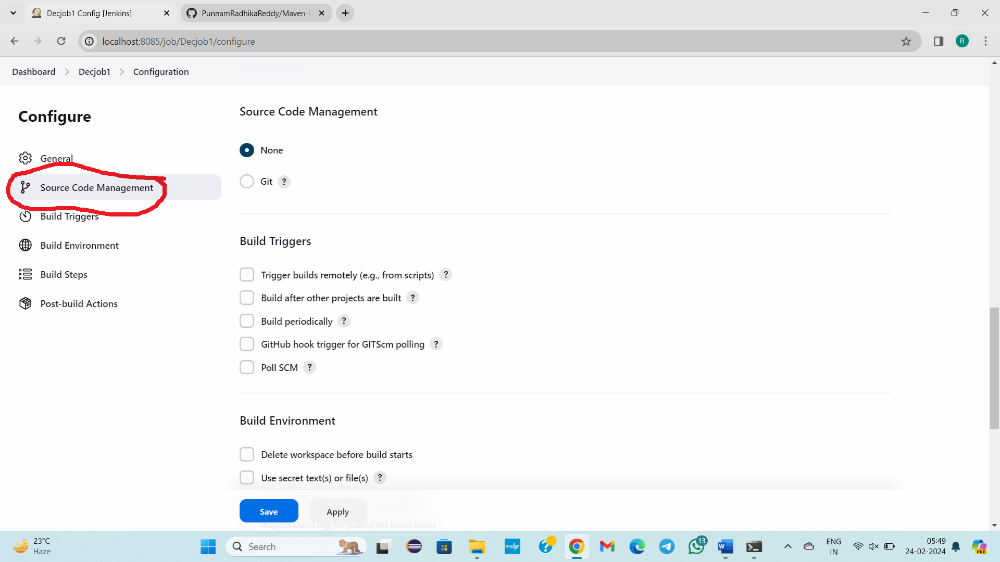 Decjob1 Config [Jenkins]
PunnamRadhikaReddy/Maven-
localhost:8085/job/Decjob1/configure
R
Dashboard > Decjob1 > Configuration
Configure
General
Source Code Management
Build Triggers
Build Environment
Build Steps
Post-build Actions
Source Code Management
None
Git ?
Build Triggers
Trigger builds remotely (e.g., from scripts) ?
Build after other projects are built ?
Build periodically ?
GitHub hook trigger for GITScm polling ?
Poll SCM ?
Build Environment
Delete workspace before build starts
Use secret text(s) or file(s) ?
Save
Apply
Inspect build log for published build scans
23°C
Haze
Search
myhp
13
W
ENG
IN
05:49
24-02-2024
PRE